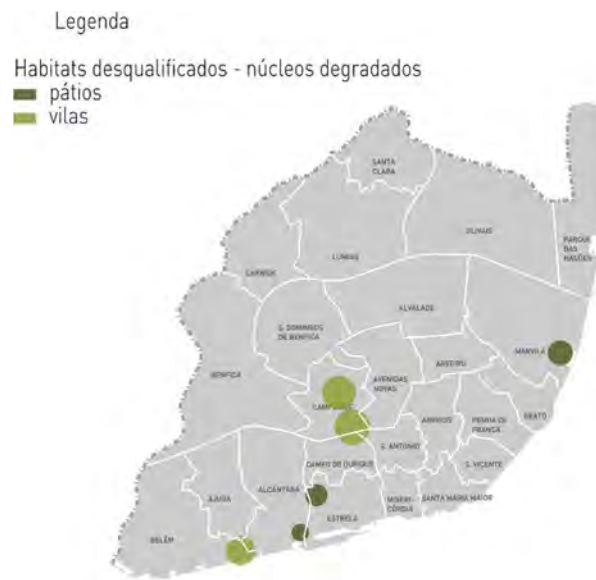 Legenda
Habitats desqualificados - núcleos degradados
pátios
vilas
SANTA
CLARA
OLIVAIS
PARQUE
DAS
NAÇÕES
LUMIAR
CARNIDE
ALVALADE
S. DOMINGOS
DE BENFICA
MARVILA
AREEIRO
BENFICA
AVENIDAS
NOVAS
BEATO
ARROIOS
PENHA DE
FRANÇA
S. ANTONIO
CAMPO DE OURIQUE
S. VICENTE
ALCÂNTARA
AJUDA
MISERI-
CÓRDIA
SANTA MARIA MAIOR
ESTRELA
BELÉM